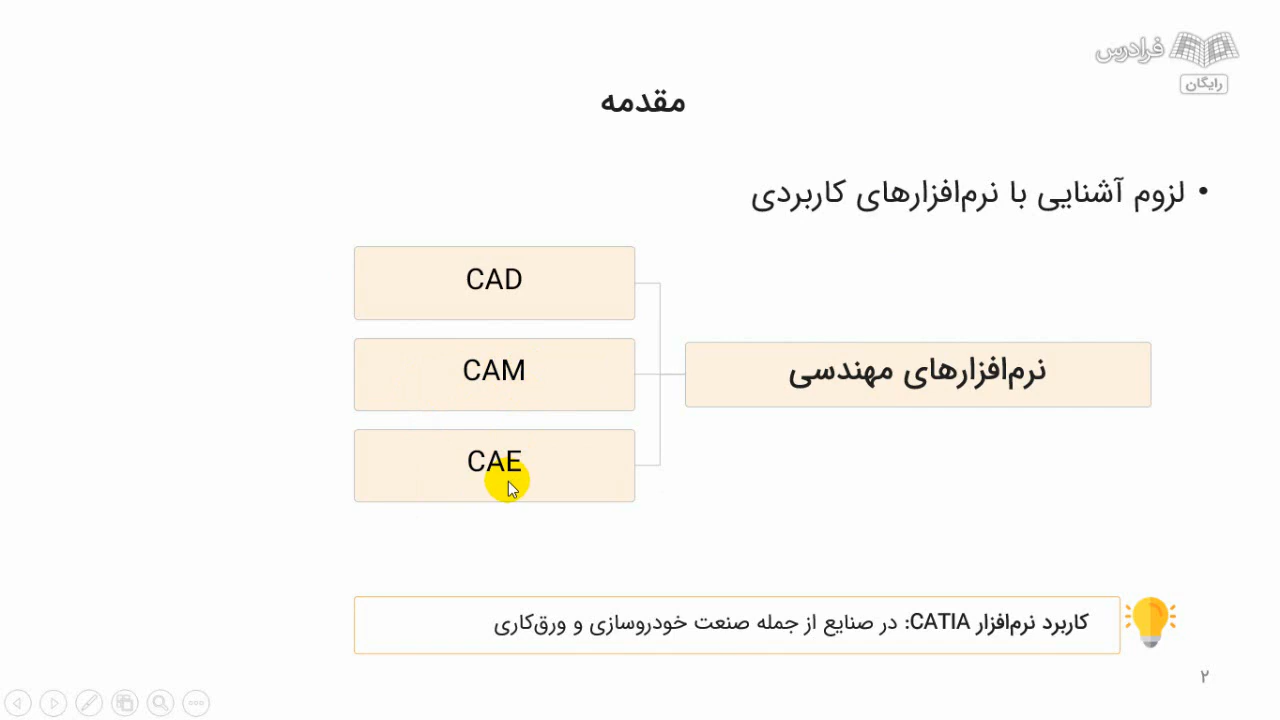 فرادرس
رایگان
مقدمه
• لزوم آشنایی با نرم‌افزارهای کاربردی
نرم‌افزارهای مهندسی
CAD
CAM
CAE
کاربرد نرم‌افزار CATIA: در صنایع از جمله صنعت خودروسازی و ورق‌کاری
۲